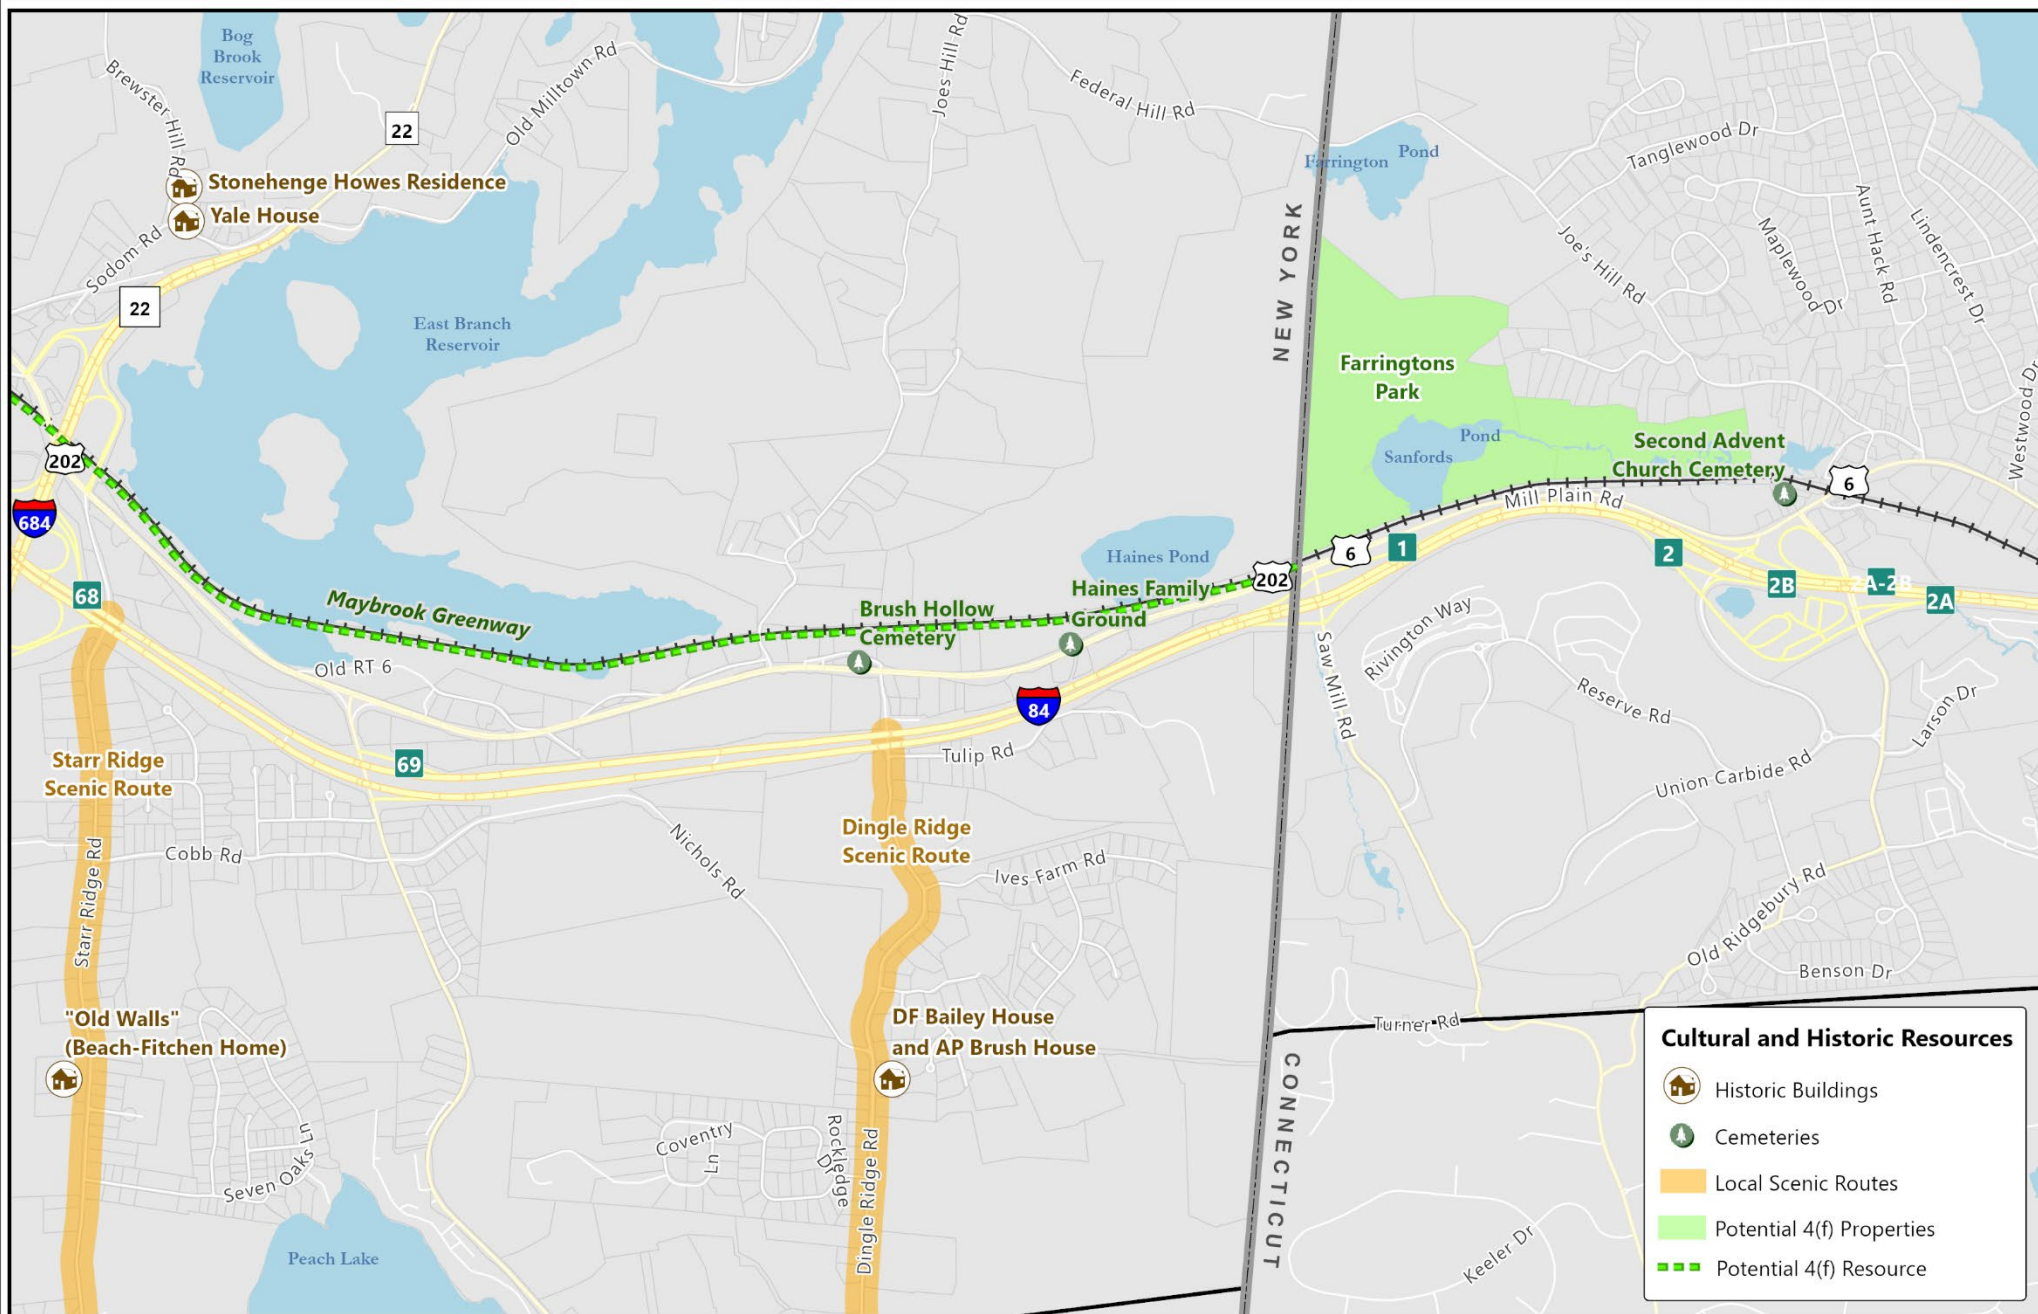 Bog
Brook
Reservoir
Brewster Hill Rd
22
Old Milltown Rd
Joes Hill Rd
Federal Hill Rd
Farrington Pond
Tanglewood Dr
Aunt Hack Rd
Lindencrest Dr
Maplewood Dr
Joe's Hill Rd
Westwood Dr
Stonehenge Howes Residence
Yale House
Sodom Rd
22
East Branch
Reservoir
NEW YORK
Farringtons
Park
Pond
Sanfords
Second Advent
Church Cemetery
6
202
684
Mill Plain Rd
Haines Pond
202
6
1
2
2B
2A-2B
2A
68
Maybrook Greenway
Brush Hollow
Cemetery
Haines Family
Ground
Old RT 6
84
Saw Mill Rd
Rivington Way
Reserve Rd
Larson Dr
Union Carbide Rd
Starr Ridge
Scenic Route
69
Tulip Rd
Dingle Ridge
Scenic Route
Cobb Rd
Nichols Rd
Ives Farm Rd
Starr Ridge Rd
Old Ridgebury Rd
Benson Dr
"Old Walls"
(Beach-Fitchen Home)
DF Bailey House
and AP Brush House
Turner Rd
CONNECTICUT
Seven Oaks Ln
Coventry
Ln
Rockledge
Dr
Dingle Ridge Rd
Peach Lake
Keeler Dr
Cultural and Historic Resources
Historic Buildings
Cemeteries
Local Scenic Routes
Potential 4(f) Properties
Potential 4(f) Resource